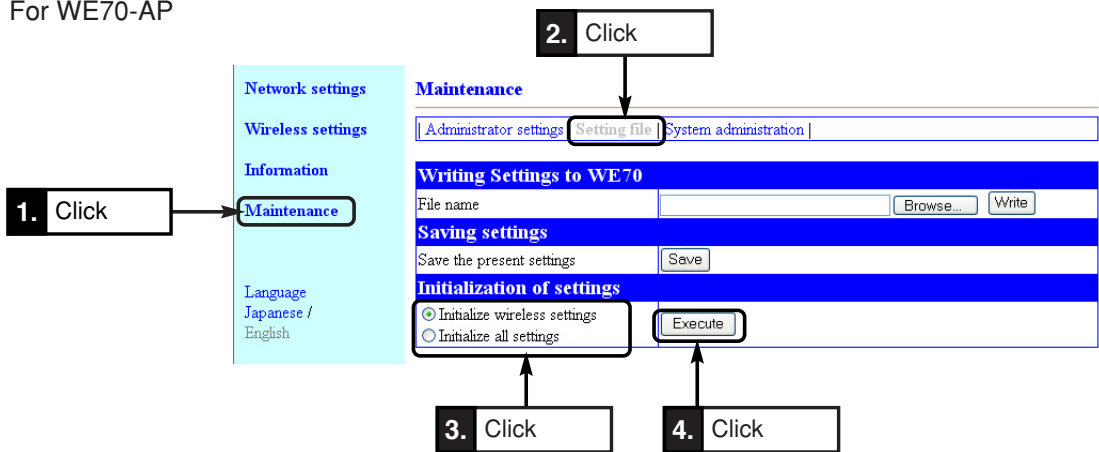 For WE70-AP
2. Click
Network settings
Maintenance
Wireless settings
| Administrator settings | Setting file | System administration |
Information
Writing Settings to WE70
1. Click
Maintenance
File name
Browse...
Write
Saving settings
Save the present settings
Save
Initialization of settings
Language
Japanese /
English
Initialize wireless settings
Initialize all settings
Execute
3. Click
4. Click